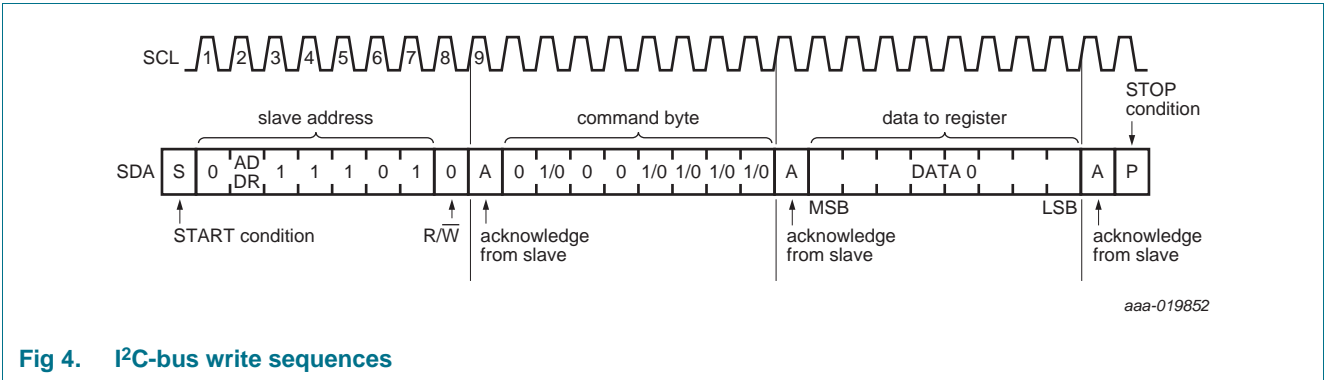 SCL 1 2 3 4 5 6 7 8 9
STOP
condition
slave address command byte data to register
SDA S 0 AD
DR 1 1 1 0 1 0 A 0 1/0 0 0 1/0 1/0 1/0 1/0 A DATA 0 A P
MSB LSB
START condition R/W̅ acknowledge
from slave acknowledge
from slave acknowledge
from slave
aaa-019852
Fig 4. I²C-bus write sequences